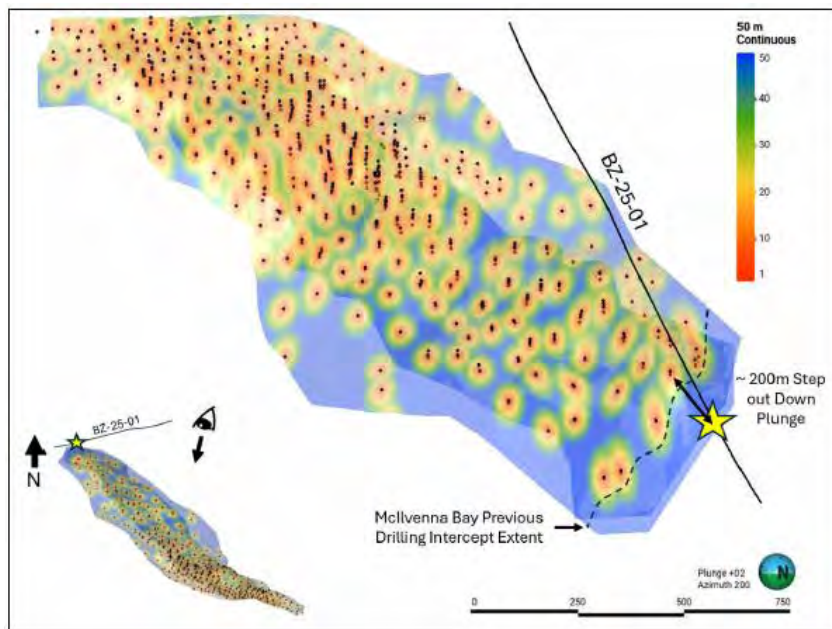 50 m
Continuous
50
40
30
20
10
1
BZ-25-01
~ 200m Step
out Down
Plunge
BZ-25-01
N
McIlvenna Bay Previous
Drilling Intercept Extent
Plunge +02
Azimuth 200
N
0 250 500 750